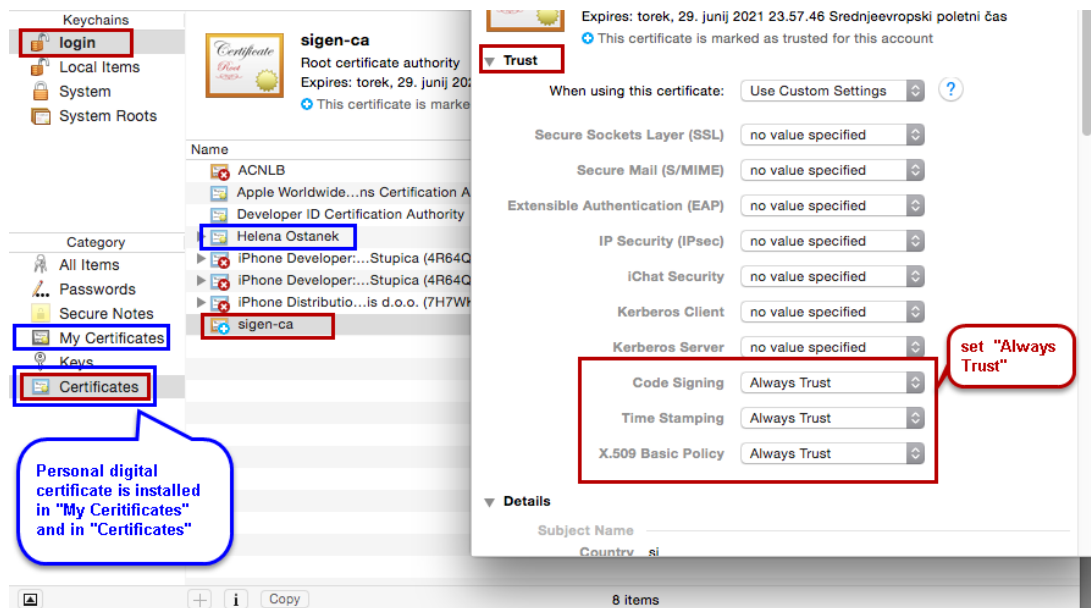 Keychains
login
Local Items
System
System Roots
Category
All Items
Passwords
Secure Notes
My Certificates
Keys
Certificates
Personal digital
certificate is installed
in "My Ceritificates"
and in "Certificates"
Certificate
Root
sigen-ca
Root certificate authority
Expires: torek, 29. junij 202
This certificate is marke
Name
ACNLB
Apple Worldwide...ns Certification A
Developer ID Certification Authority
Helena Ostanek
iPhone Developer:...Stupica (4R64Q
iPhone Developer:...Stupica (4R64Q
iPhone Distributio...is d.o.o. (7H7WH
sigen-ca
Copy
8 items
Expires: torek, 29. junij 2021 23.57.46 Srednjeevropski poletni čas
This certificate is marked as trusted for this account
Trust
When using this certificate: Use Custom Settings ?
Secure Sockets Layer (SSL) no value specified
Secure Mail (S/MIME) no value specified
Extensible Authentication (EAP) no value specified
IP Security (IPsec) no value specified
iChat Security no value specified
Kerberos Client no value specified
Kerberos Server no value specified
Code Signing Always Trust
Time Stamping Always Trust
X.509 Basic Policy Always Trust
set "Always
Trust"
Details
Subject Name
Country si